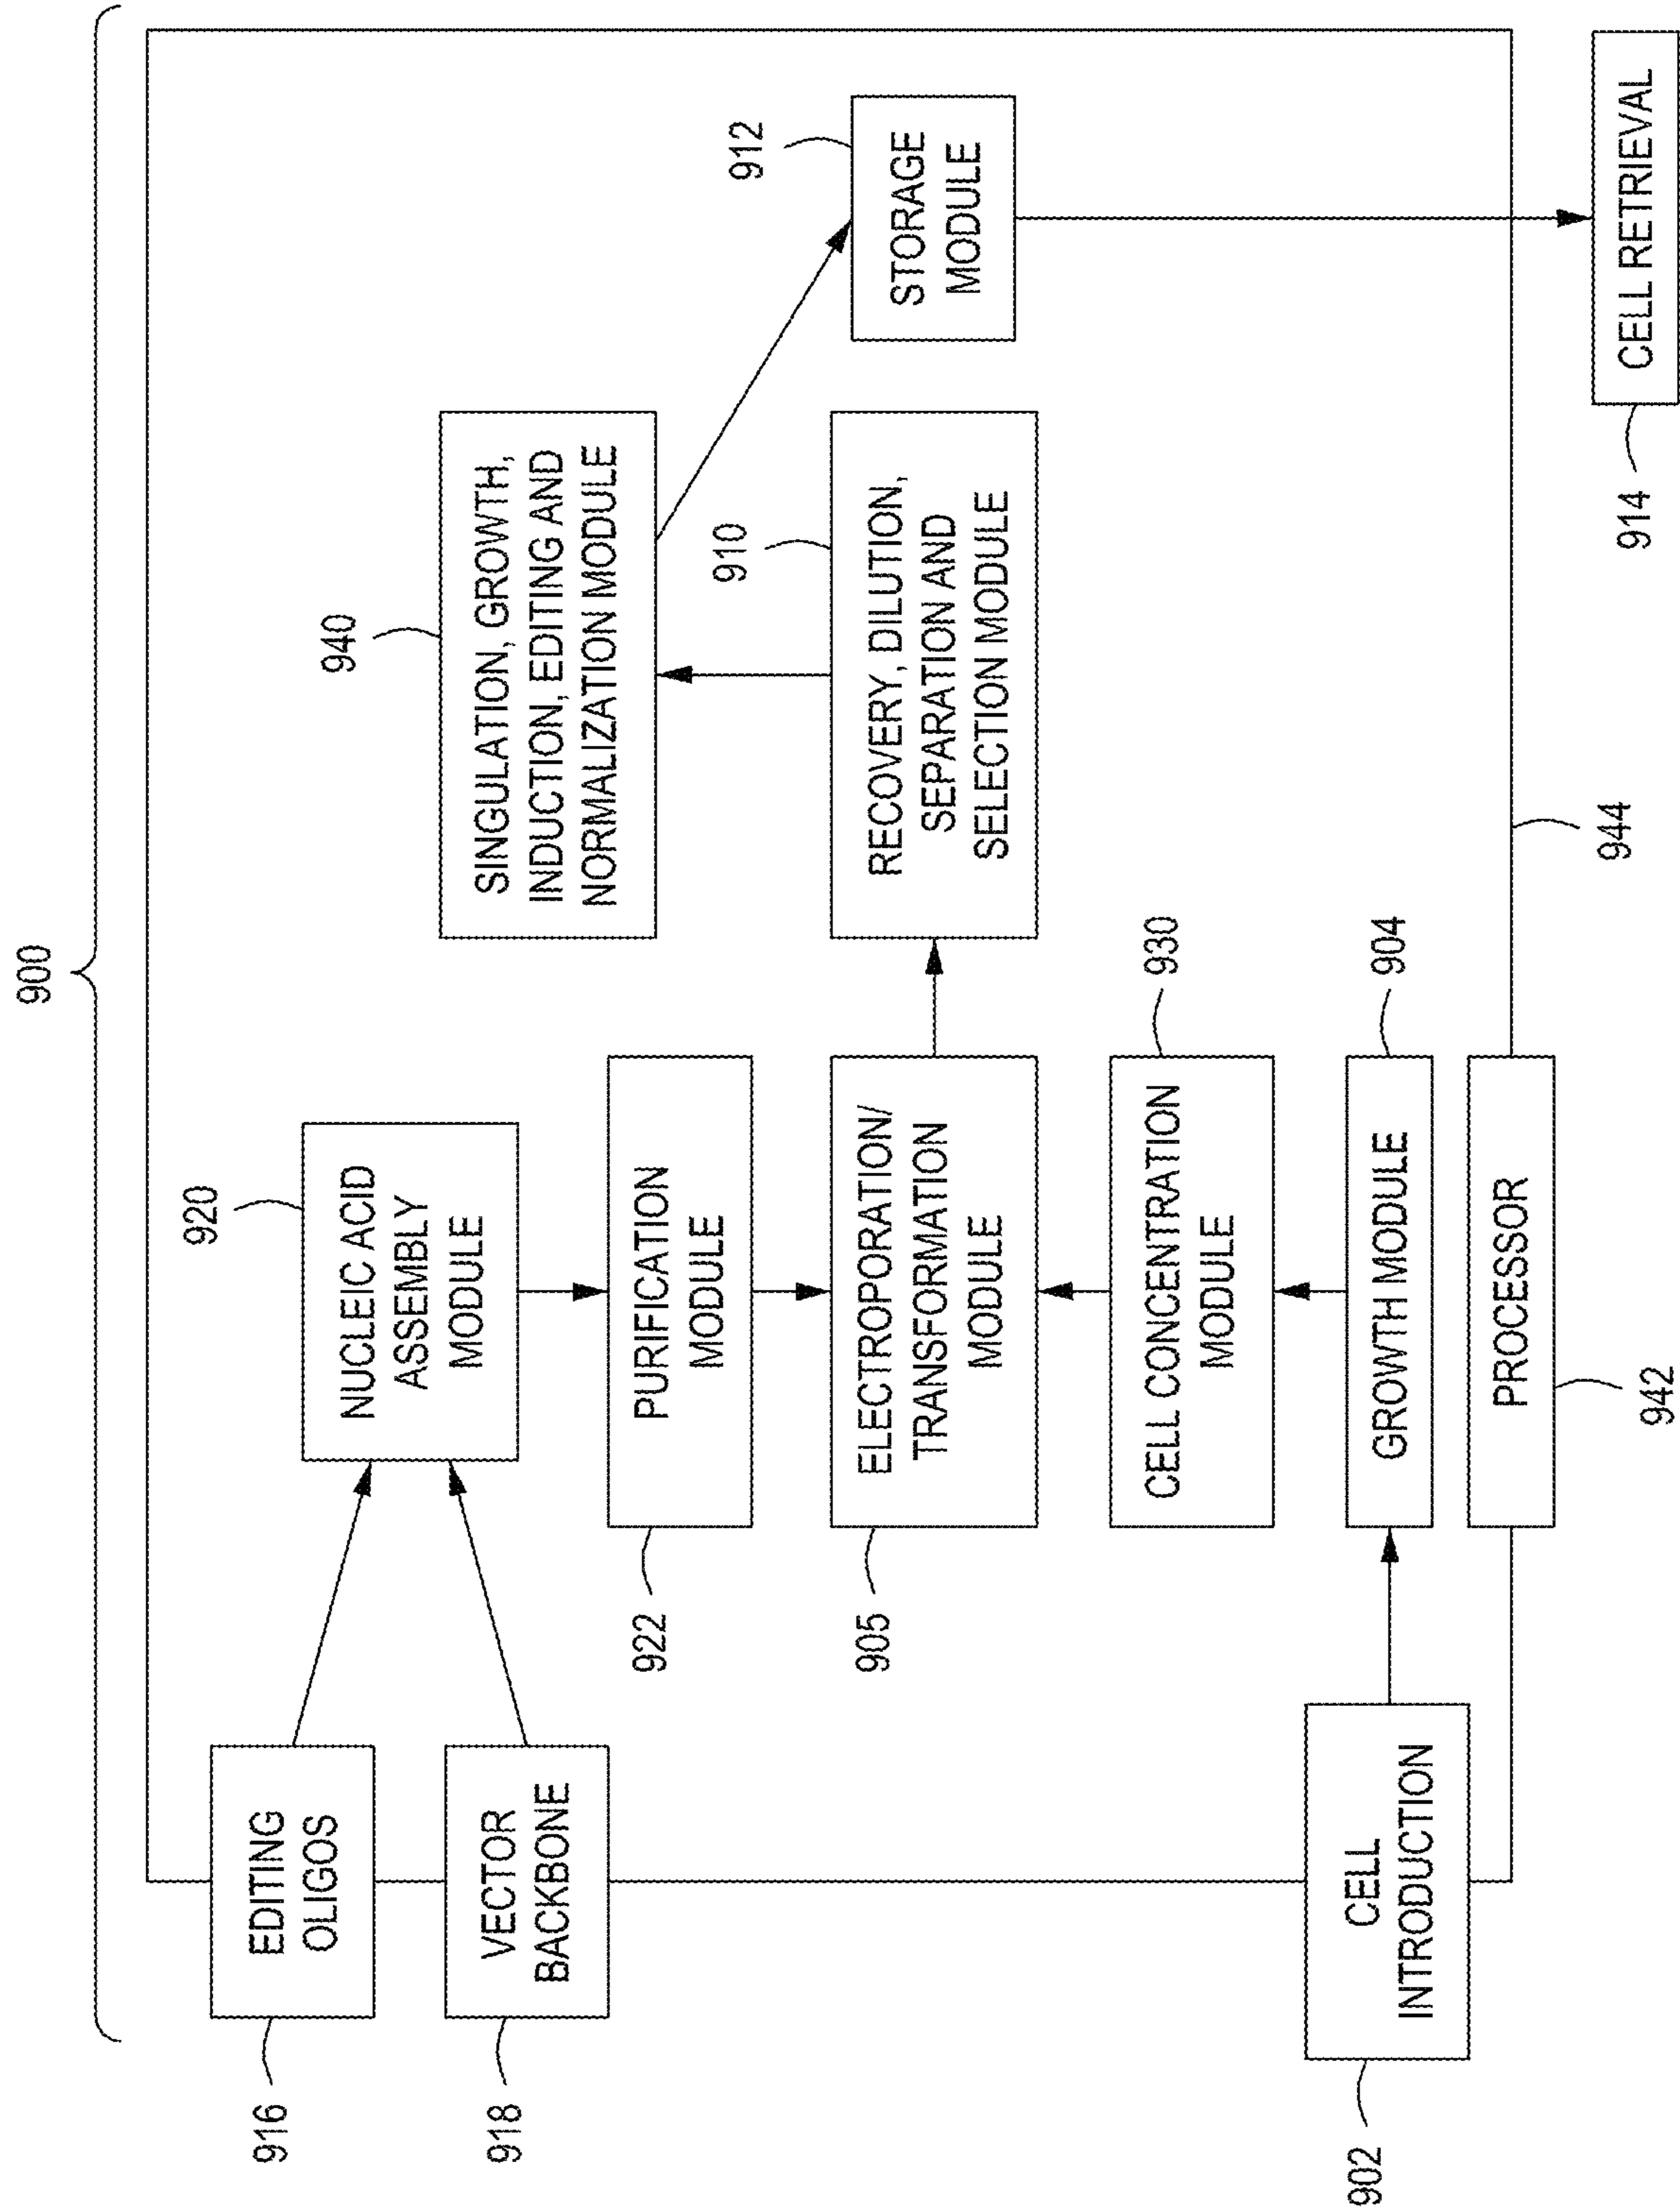 900
916
EDITING
OLIGOS
918
VECTOR
BACKBONE
920
NUCLEIC ACID
ASSEMBLY
MODULE
922
PURIFICATION
MODULE
905
ELECTROPORATION/
TRANSFORMATION
MODULE
CELL CONCENTRATION
MODULE
930
902
CELL
INTRODUCTION
GROWTH MODULE
904
PROCESSOR
942
944
940
SINGULATION, GROWTH,
INDUCTION, EDITING AND
NORMALIZATION MODULE
910
RECOVERY, DILUTION,
SEPARATION AND
SELECTION MODULE
912
STORAGE
MODULE
914
CELL RETRIEVAL